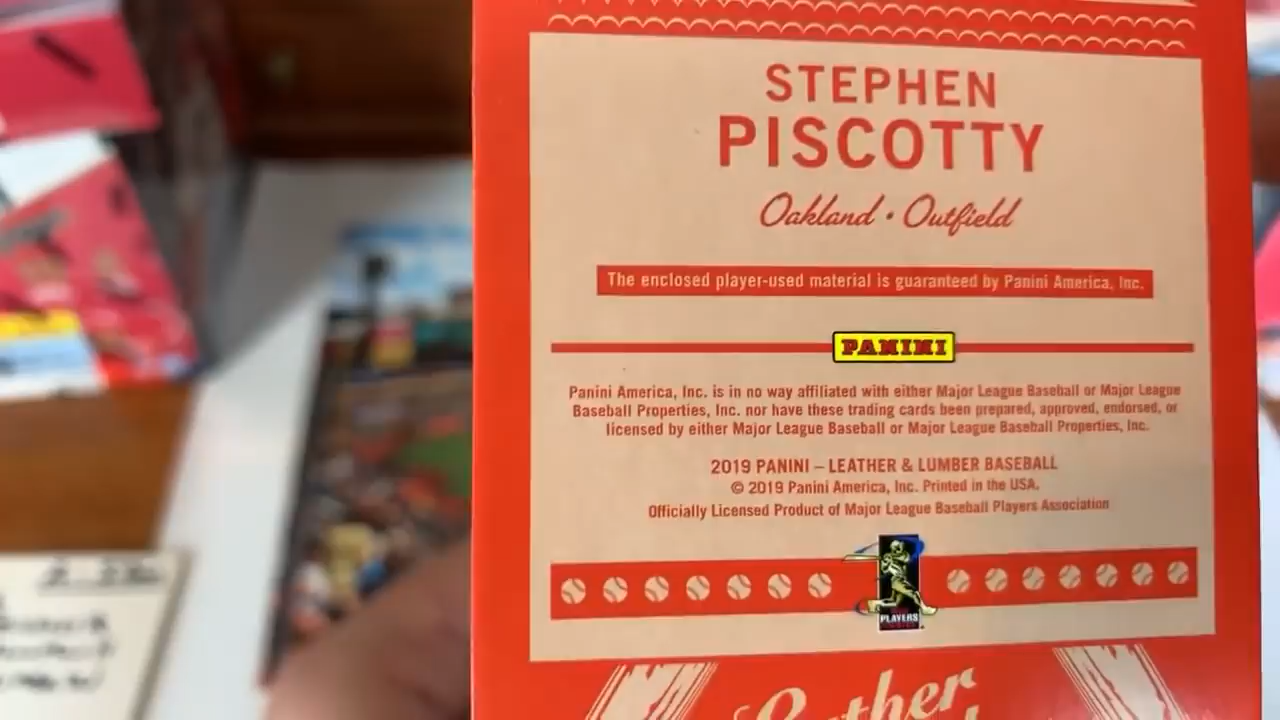 STEPHEN
PISCOTTY
Oakland • Outfield
The enclosed player-used material is guaranteed by Panini America, Inc.
PANINI
Panini America, Inc. is in no way affiliated with either Major League Baseball or Major League
Baseball Properties, Inc. nor have these trading cards been prepared, approved, endorsed, or
licensed by either Major League Baseball or Major League Baseball Properties, Inc.
2019 PANINI – LEATHER & LUMBER BASEBALL
© 2019 Panini America, Inc. Printed in the USA.
Officially Licensed Product of Major League Baseball Players Association
PLAYERS